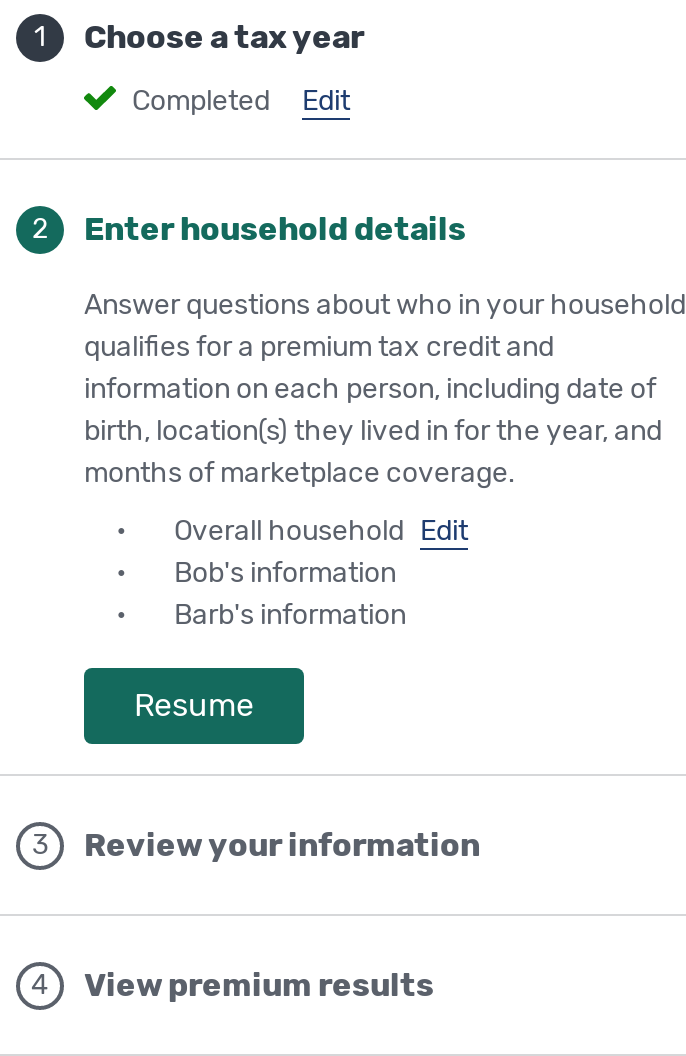 1 Choose a tax year
Completed Edit
2 Enter household details
Answer questions about who in your household
qualifies for a premium tax credit and
information on each person, including date of
birth, location(s) they lived in for the year, and
months of marketplace coverage.
• Overall household Edit
• Bob's information
• Barb's information
Resume
3 Review your information
4 View premium results